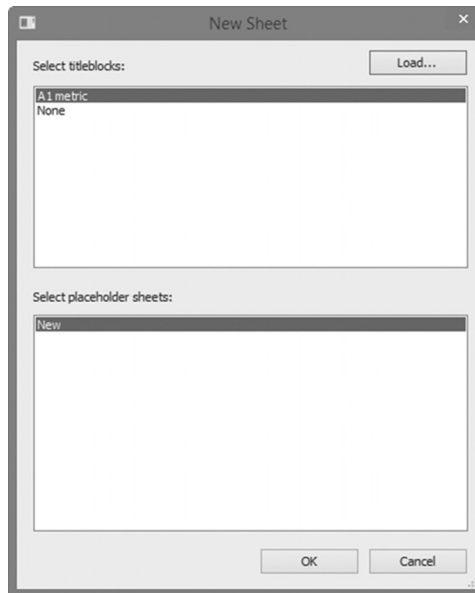 New Sheet
Select titleblocks:
Load...
A1 metric
None
Select placeholder sheets:
New
OK
Cancel